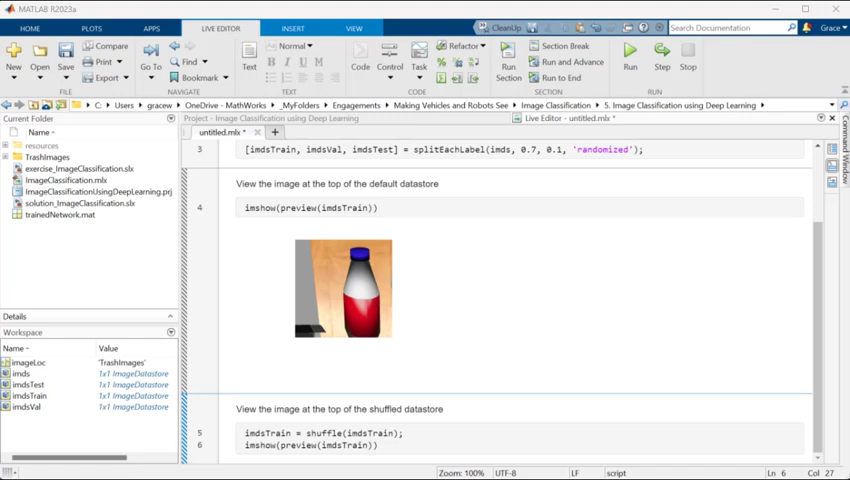 MATLAB R2023a
HOME PLOTS APPS LIVE EDITOR INSERT VIEW CleanUp Search Documentation Grace
New Open Save Compare Print Export Go To Find Bookmark Text Normal B I U M Code Control Task Refactor Run Section Section Break Run and Advance Run to End Run Step Stop
FILE NAVIGATE TEXT CODE SECTION RUN
C: Users gracew OneDrive - MathWorks _MyFolders Engagements Making Vehicles and Robots See Image Classification 5. Image Classification using Deep Learning
Current Folder
Name
resources
TrashImages
exercise_ImageClassification.slx
ImageClassification.mlx
ImageClassificationUsingDeepLearning.prj
solution_ImageClassification.slx
trainedNetwork.mat
Details
Workspace
Name Value
imageLoc 'TrashImages'
imds 1x1 ImageDatastore
imdsTest 1x1 ImageDatastore
imdsTrain 1x1 ImageDatastore
imdsVal 1x1 ImageDatastore
Project - Image Classification using Deep Learning
Live Editor - untitled.mlx *
untitled.mlx *
3 [imdsTrain, imdsVal, imdsTest] = splitEachLabel(imds, 0.7, 0.1, 'randomized');
View the image at the top of the default datastore
4 imshow(preview(imdsTrain))
View the image at the top of the shuffled datastore
5 imdsTrain = shuffle(imdsTrain);
6 imshow(preview(imdsTrain))
Command Window
Zoom: 100% UTF-8 LF script Ln 6 Col 27